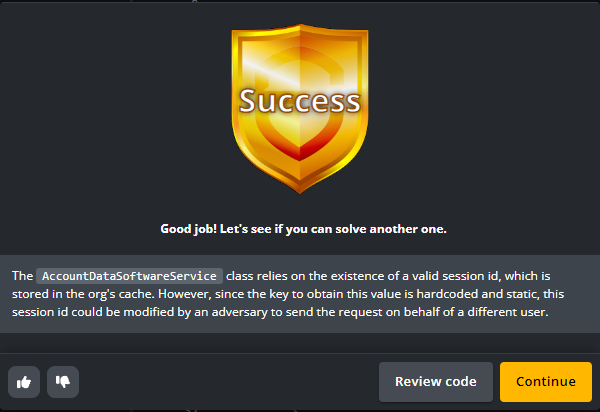 Success
Good job! Let's see if you can solve another one.
The AccountDataSoftwareService class relies on the existence of a valid session id, which is
stored in the org's cache. However, since the key to obtain this value is hardcoded and static, this
session id could be modified by an adversary to send the request on behalf of a different user.
Review code
Continue